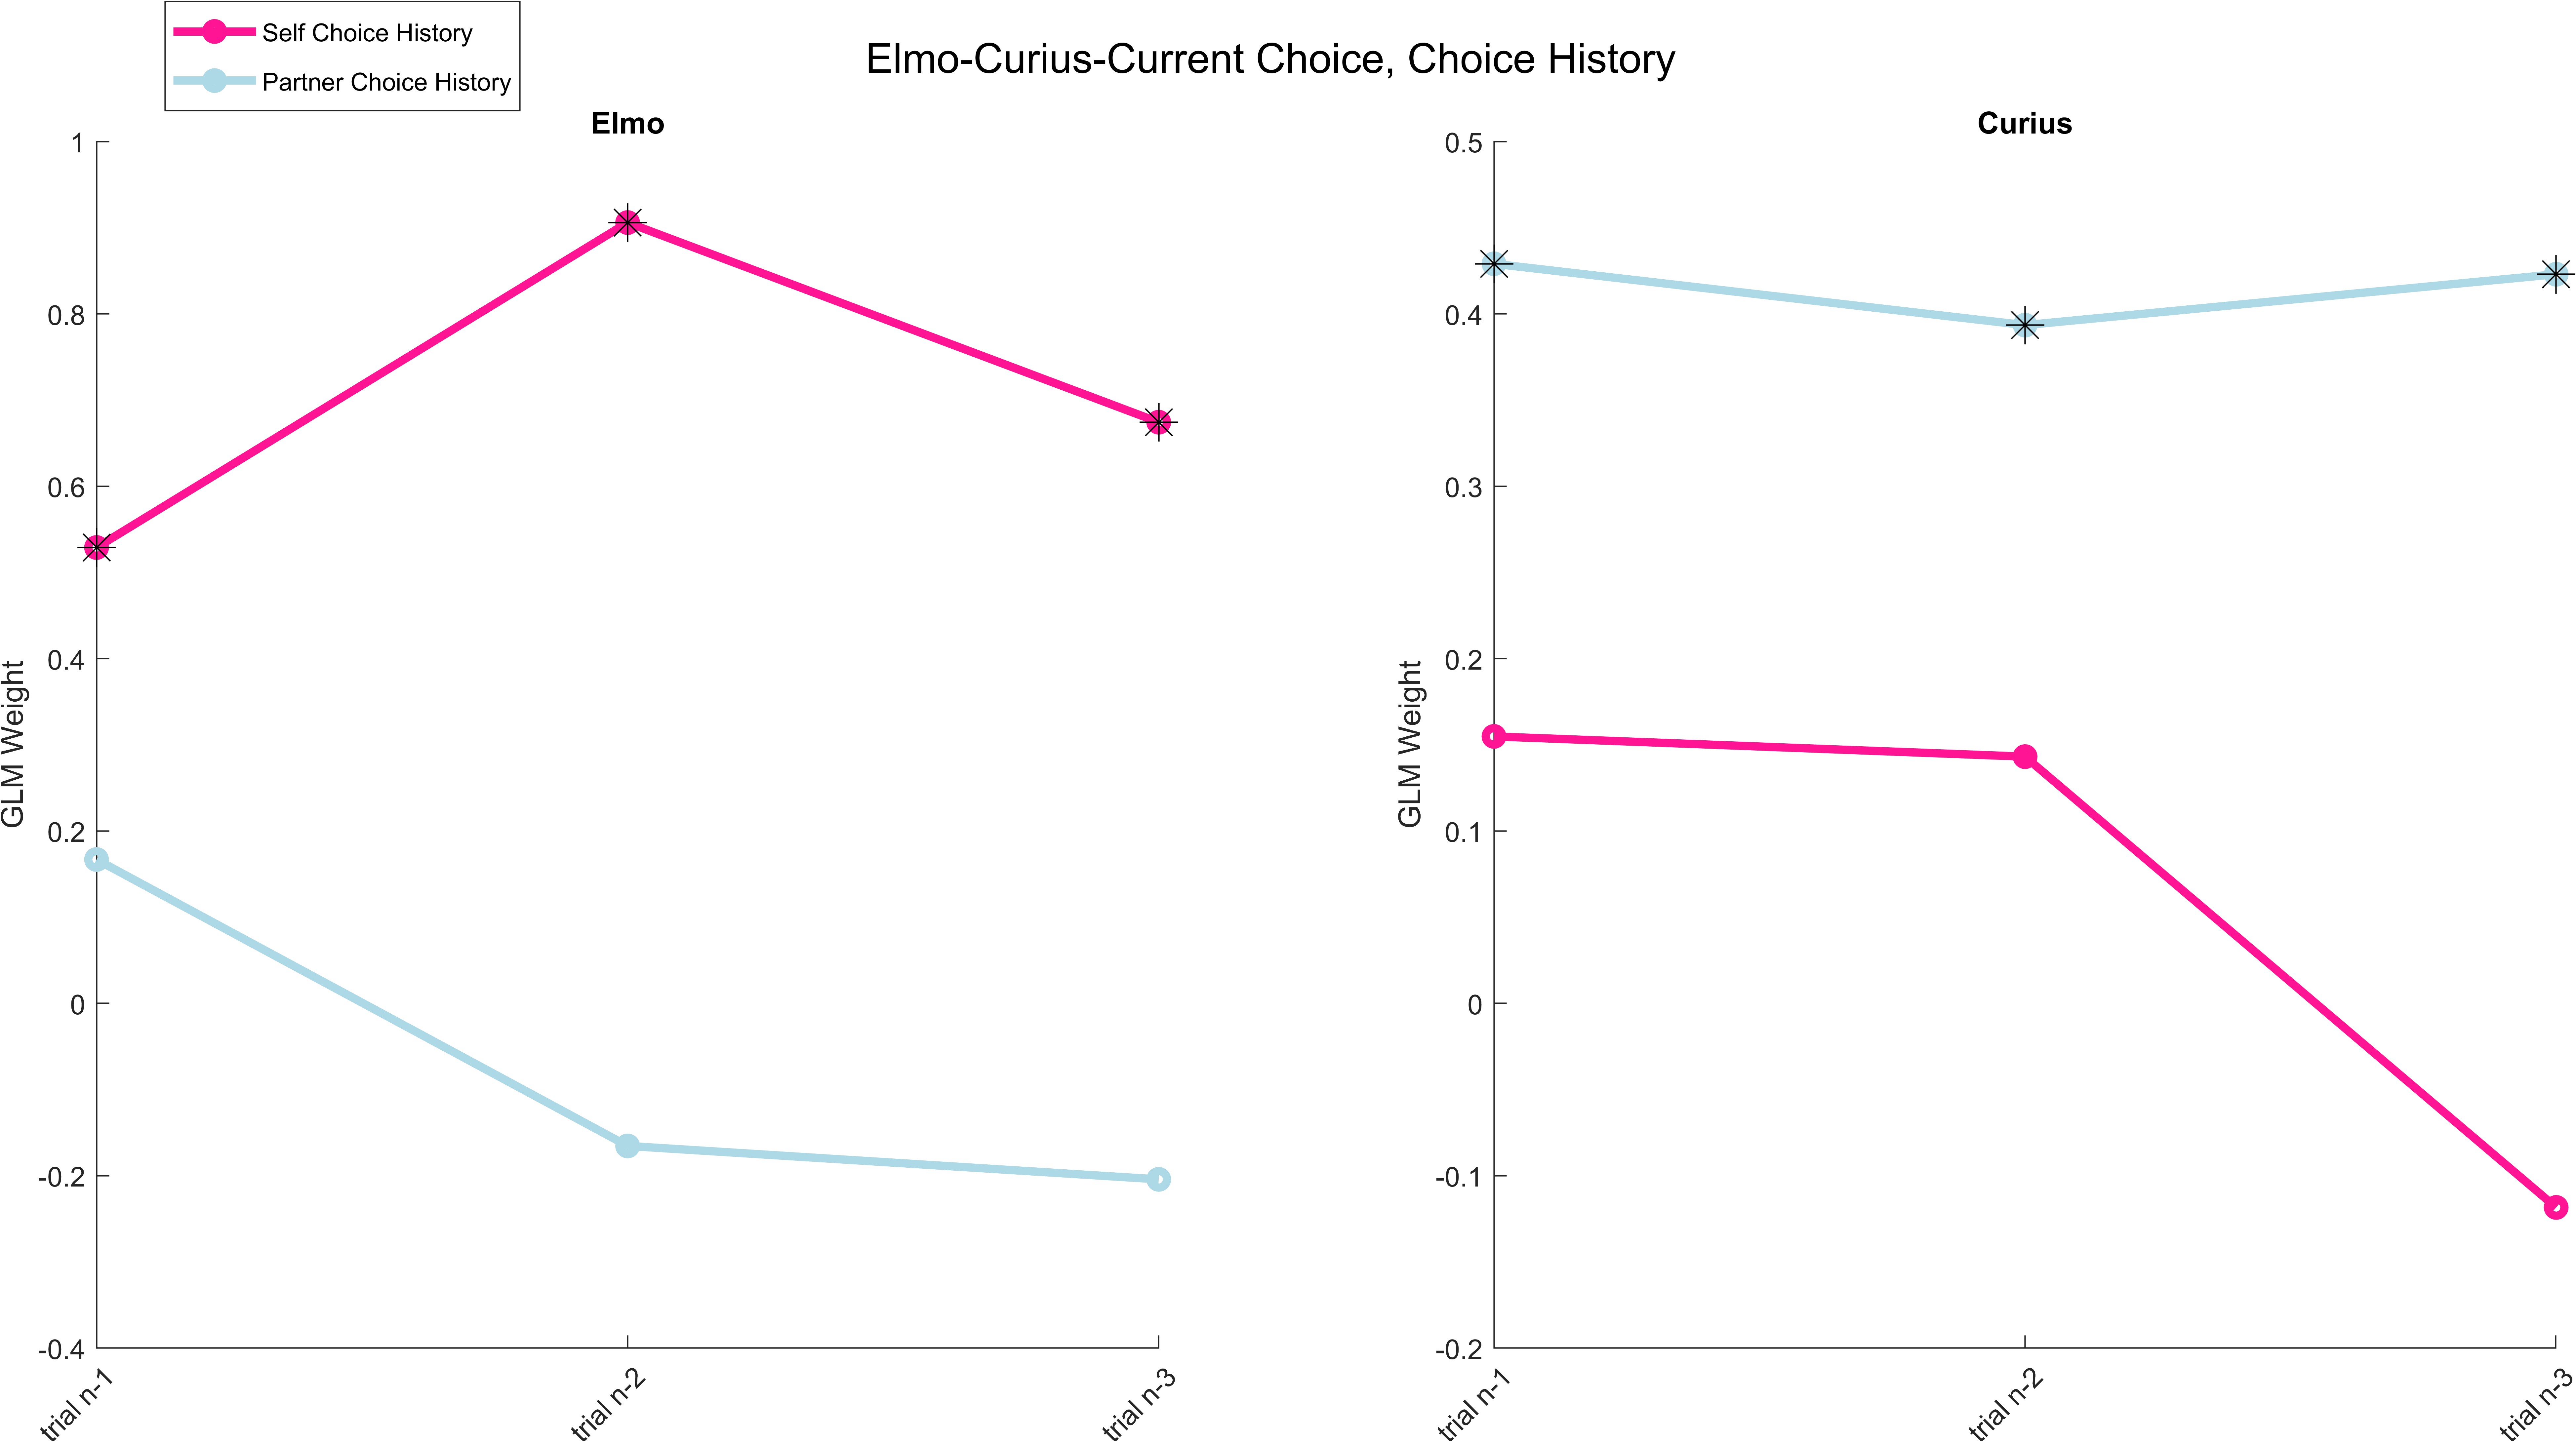 Self Choice History
Partner Choice History
Elmo-Curius-Current Choice, Choice History
Elmo
1
0.8
0.6
0.4
0.2
0
-0.2
-0.4
GLM Weight
trial n-1
trial n-2
trial n-3
Curius
0.5
0.4
0.3
0.2
0.1
0
-0.1
-0.2
GLM Weight
trial n-1
trial n-2
trial n-3